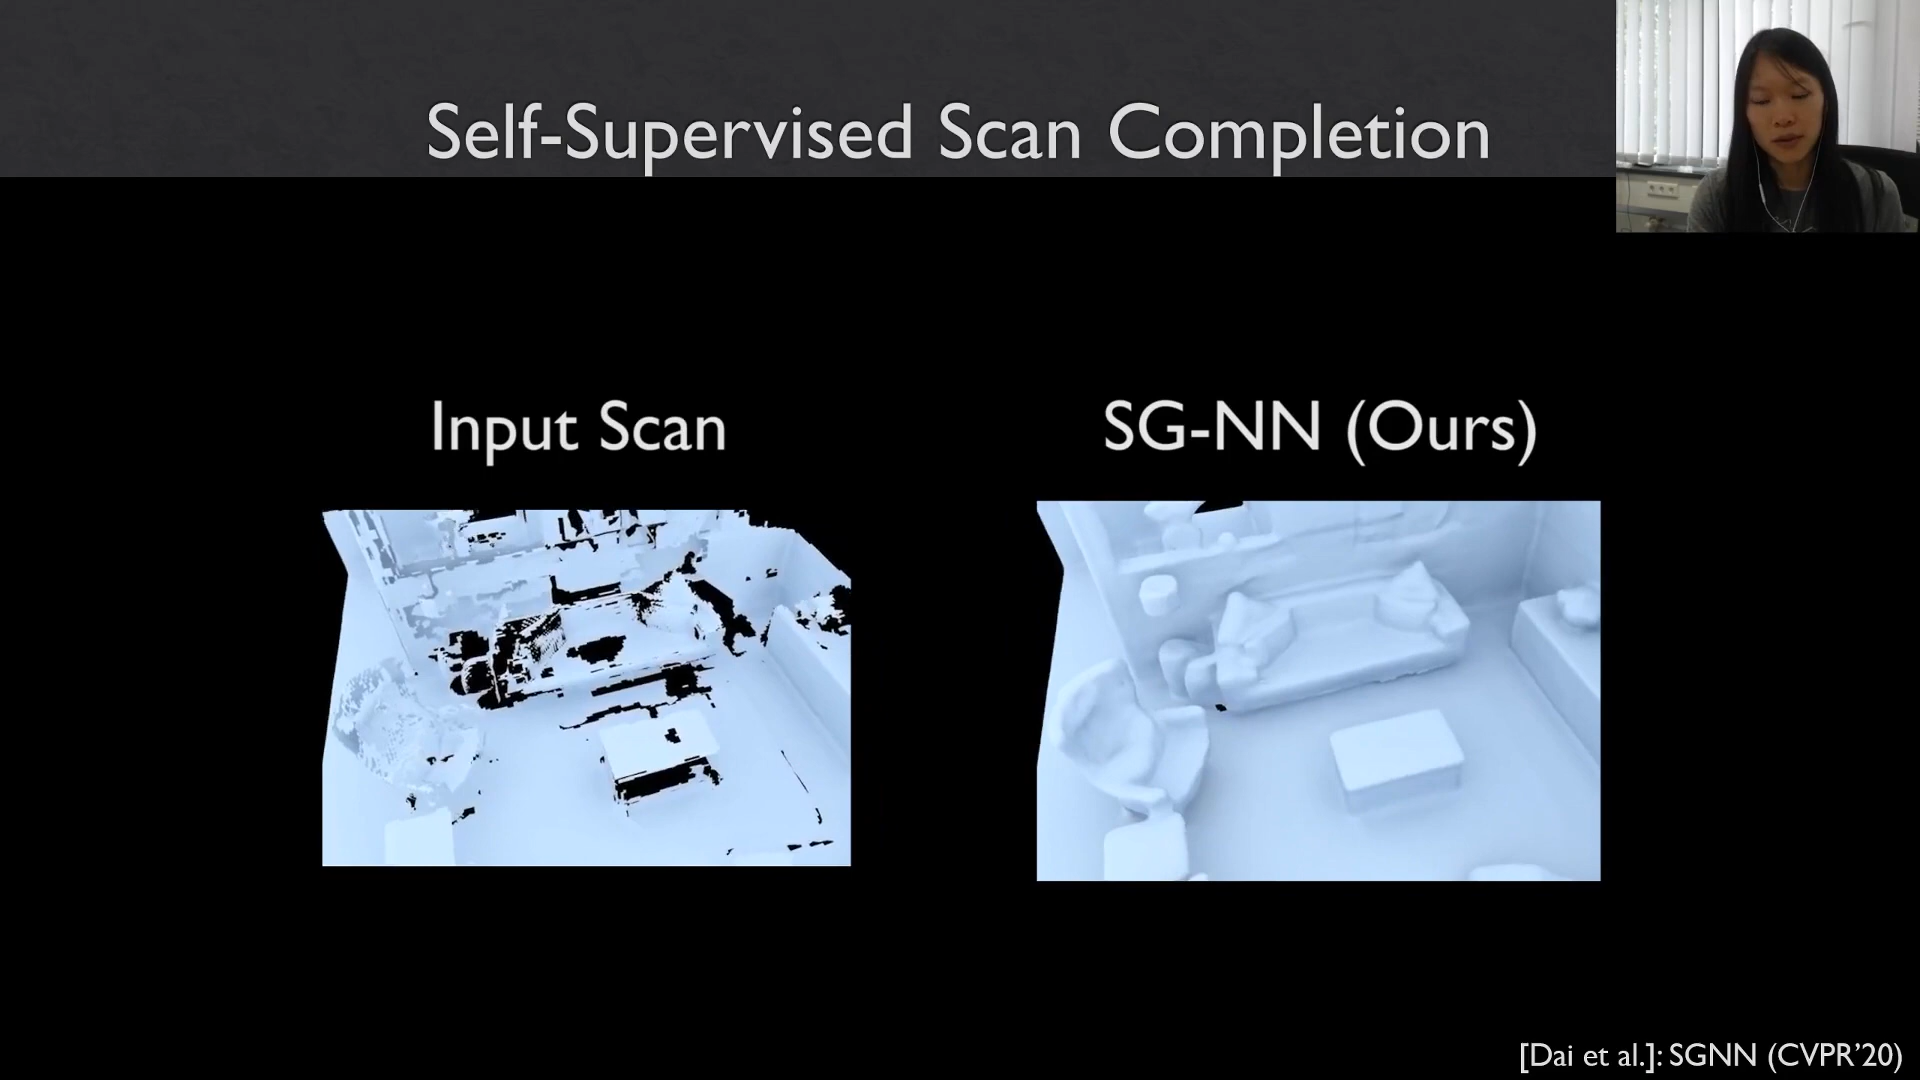 Self-Supervised Scan Completion
Input Scan
SG-NN (Ours)
[Dai et al.]: SGNN (CVPR’20)